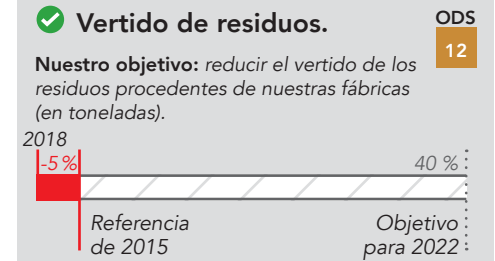 Vertido de residuos.
ODS
12
Nuestro objetivo: reducir el vertido de los
residuos procedentes de nuestras fábricas
(en toneladas).
2018
-5 %
40 %
Referencia
de 2015
Objetivo
para 2022